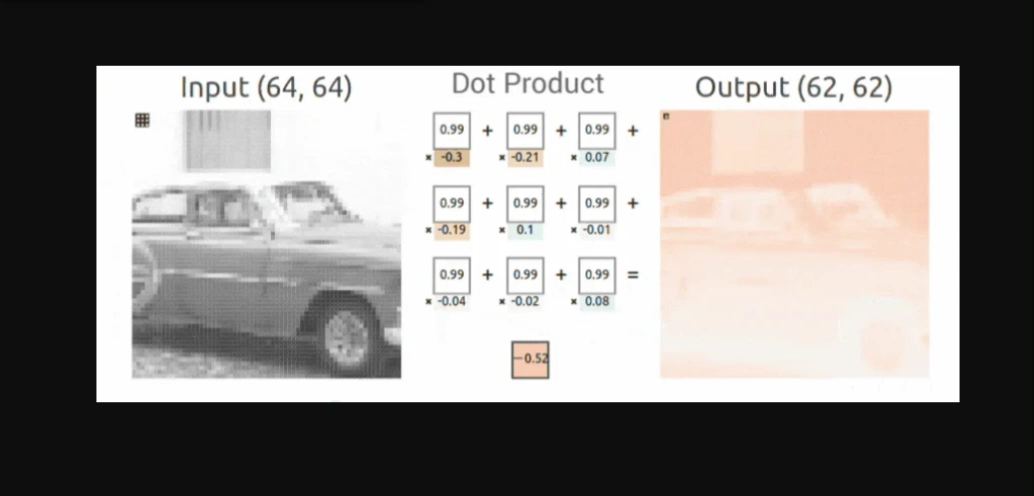 Input (64, 64)
Dot Product
Output (62, 62)
0.99 + 0.99 + 0.99 +
× -0.3 × -0.21 × 0.07
0.99 + 0.99 + 0.99 +
× -0.19 × 0.1 × -0.01
0.99 + 0.99 + 0.99 =
× -0.04 × -0.02 × 0.08
−0.52